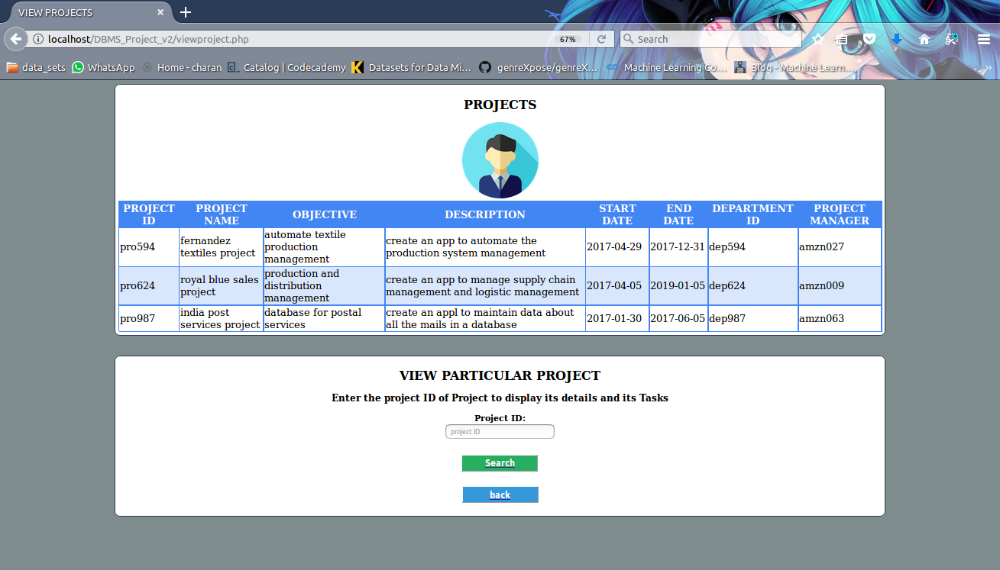 VIEW PROJECTS
localhost/DBMS_Project_v2/viewproject.php 67% Search
data_sets WhatsApp Home - charan Catalog | Codecademy Datasets for Data Mi... genreXpose/genreX... Machine Learning Co... Blog - Machine Learn...
PROJECTS
PROJECT ID PROJECT NAME OBJECTIVE DESCRIPTION START DATE END DATE DEPARTMENT ID PROJECT MANAGER
pro594 fernandez textiles project automate textile production management create an app to automate the production system management 2017-04-29 2017-12-31 dep594 amzn027
pro624 royal blue sales project production and distribution management create an app to manage supply chain management and logistic management 2017-04-05 2019-01-05 dep624 amzn009
pro987 india post services project database for postal services create an appl to maintain data about all the mails in a database 2017-01-30 2017-06-05 dep987 amzn063
VIEW PARTICULAR PROJECT
Enter the project ID of Project to display its details and its Tasks
Project ID:
project ID
Search
back